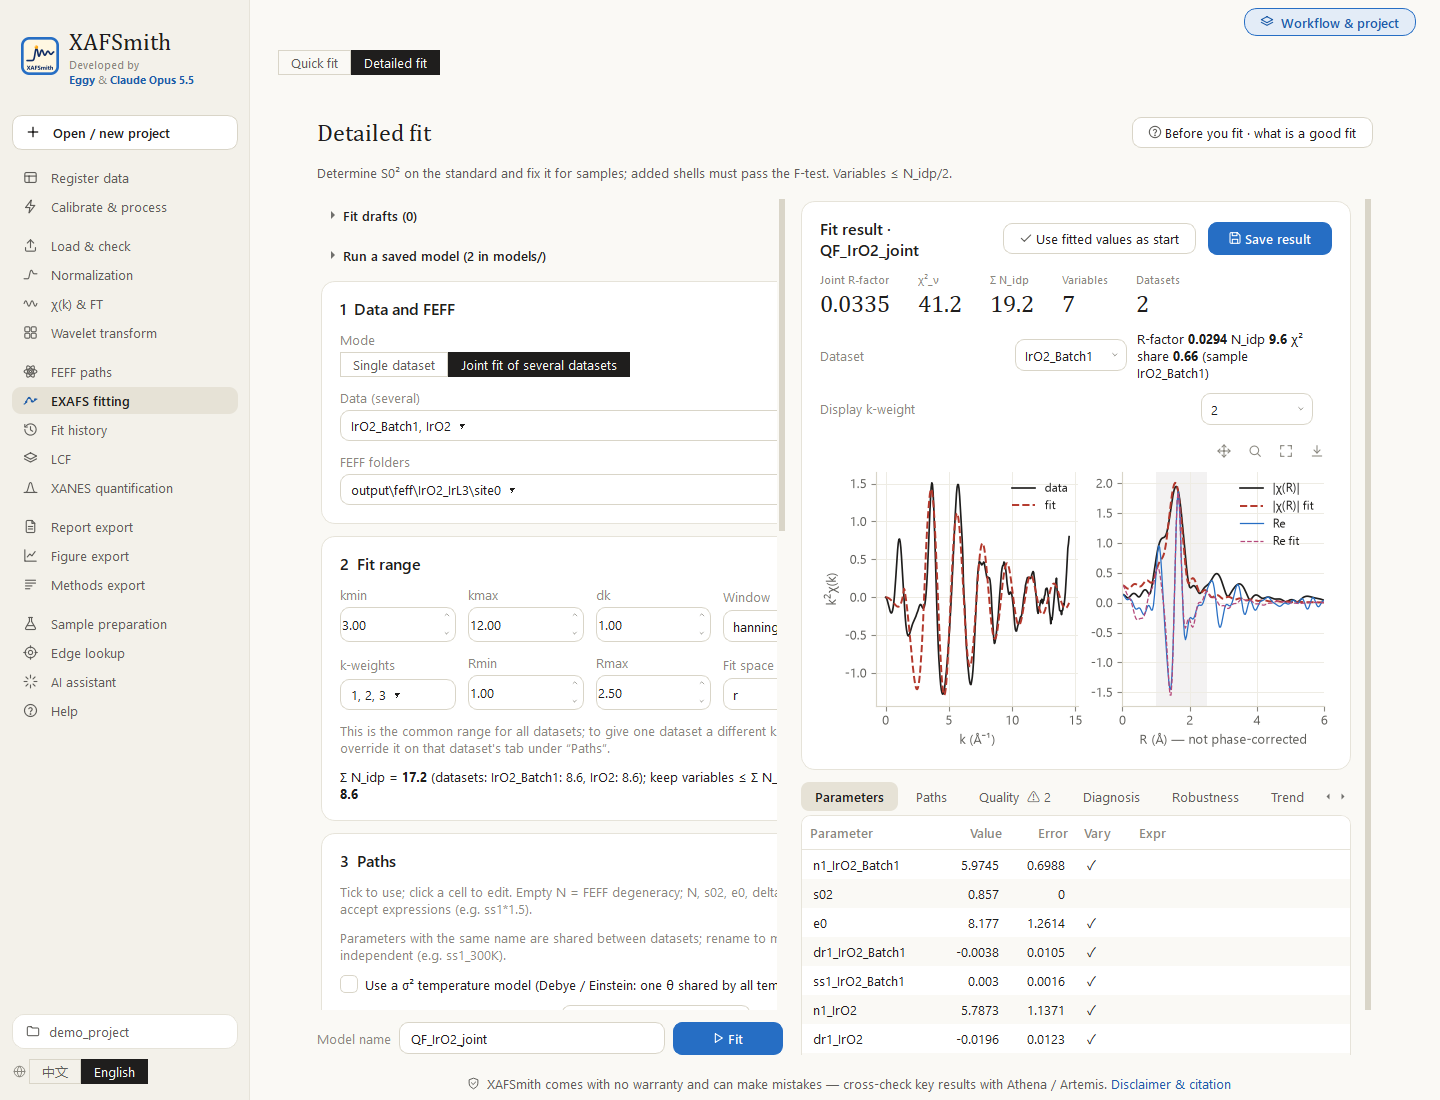 XAFSmith
Developed by
Eggy & Claude Opus 5.5
Open / new project
Register data
Calibrate & process
Load & check
Normalization
χ(k) & FT
Wavelet transform
FEFF paths
EXAFS fitting
Fit history
LCF
XANES quantification
Report export
Figure export
Methods export
Sample preparation
Edge lookup
AI assistant
Help
demo_project
中文 English
Workflow & project
Quick fit Detailed fit
Detailed fit
Before you fit · what is a good fit
Determine S0² on the standard and fix it for samples; added shells must pass the F-test. Variables ≤ N_idp/2.
Fit drafts (0)
Run a saved model (2 in models/)
1 Data and FEFF
Mode
Single dataset Joint fit of several datasets
Data (several)
IrO2_Batch1, IrO2
FEFF folders
output\feff\IrO2_IrL3\site0
2 Fit range
kmin kmax dk Window
3.00 12.00 1.00 hanning
k-weights Rmin Rmax Fit space
1, 2, 3 1.00 2.50 r
This is the common range for all datasets; to give one dataset a different k
override it on that dataset's tab under “Paths”.
Σ N_idp = 17.2 (datasets: IrO2_Batch1: 8.6, IrO2: 8.6); keep variables ≤ Σ N_
8.6
3 Paths
Tick to use; click a cell to edit. Empty N = FEFF degeneracy; N, s02, e0, delta
accept expressions (e.g. ss1*1.5).
Parameters with the same name are shared between datasets; rename to m
independent (e.g. ss1_300K).
Use a σ² temperature model (Debye / Einstein: one θ shared by all tem
Model name QF_IrO2_joint Fit
Fit result ·
QF_IrO2_joint
Use fitted values as start
Save result
Joint R-factor χ²_ν Σ N_idp Variables Datasets
0.0335 41.2 19.2 7 2
Dataset IrO2_Batch1
R-factor 0.0294 N_idp 9.6 χ²
share 0.66 (sample
IrO2_Batch1)
Display k-weight 2
k²χ(k)
1.5
1.0
0.5
0.0
-0.5
-1.0
0 5 10 15
k (Å⁻¹)
data
fit
2.0
1.5
1.0
0.5
0.0
-0.5
-1.0
-1.5
0 2 4 6
R (Å) — not phase-corrected
|χ(R)|
|χ(R)| fit
Re
Re fit
Parameters Paths Quality 2 Diagnosis Robustness Trend
Parameter Value Error Vary Expr
n1_IrO2_Batch1 5.9745 0.6988 ✓
s02 0.857 0
e0 8.177 1.2614 ✓
dr1_IrO2_Batch1 -0.0038 0.0105 ✓
ss1_IrO2_Batch1 0.003 0.0016 ✓
n1_IrO2 5.7873 1.1371 ✓
dr1_IrO2 -0.0196 0.0123 ✓
XAFSmith comes with no warranty and can make mistakes — cross-check key results with Athena / Artemis. Disclaimer & citation